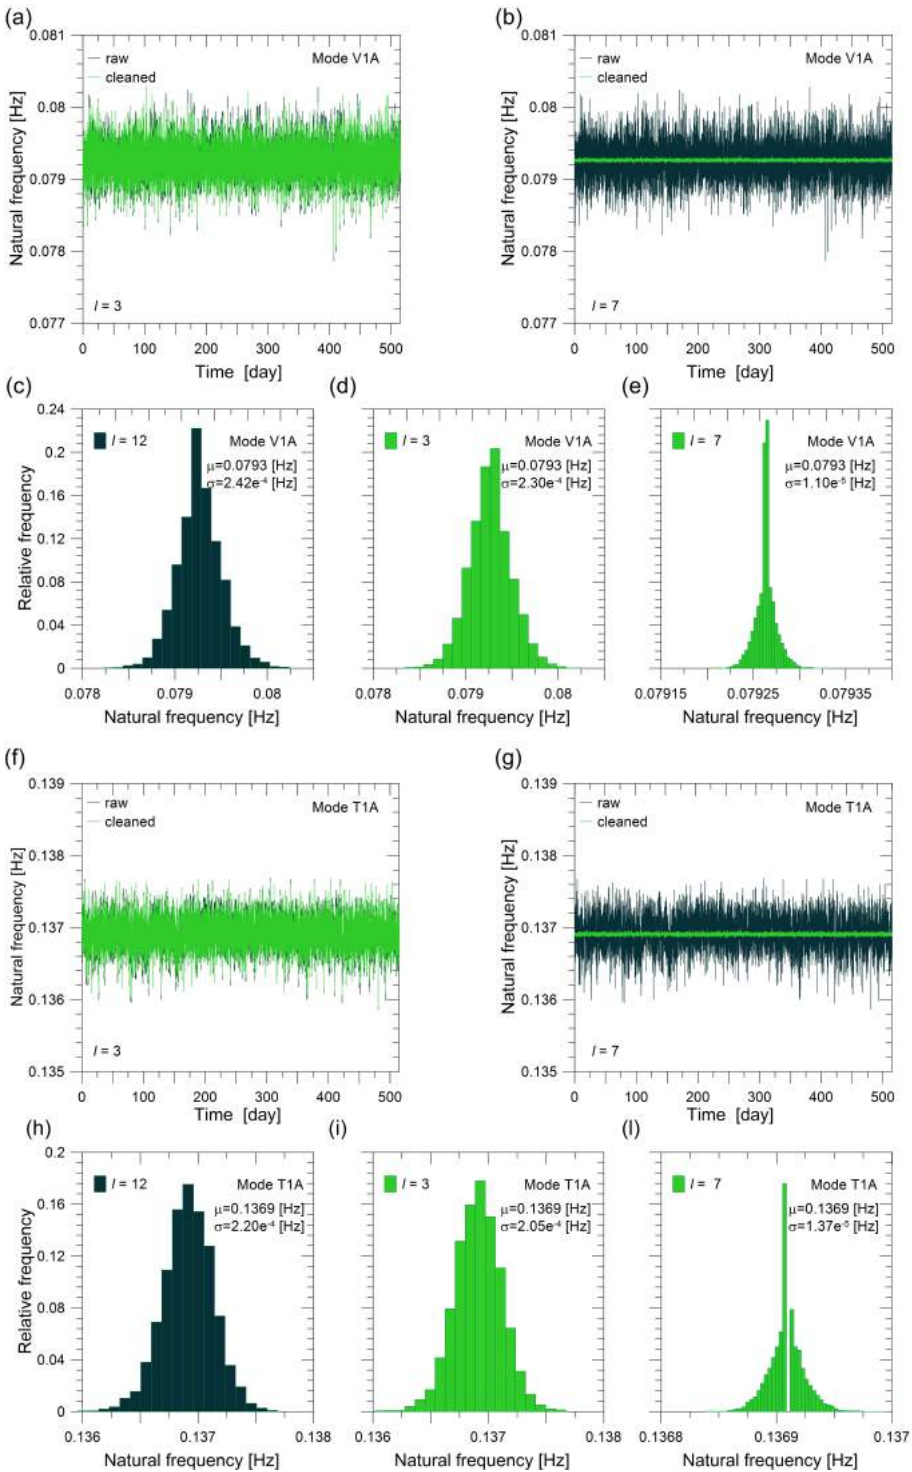 (a)
0.081
raw
Mode V1A
cleaned
0.08
0.079
0.078
0.077
Natural frequency [Hz]
l = 3
0 100 200 300 400 500
Time [day]
(b)
0.081
raw
Mode V1A
cleaned
0.08
0.079
0.078
0.077
Natural frequency [Hz]
l = 7
0 100 200 300 400 500
Time [day]
(c)
0.24
0.2
0.16
0.12
0.08
0.04
0
Relative frequency
l = 12 Mode V1A
μ=0.0793 [Hz]
σ=2.42e-4 [Hz]
0.078 0.079 0.08
Natural frequency [Hz]
(d)
l = 3 Mode V1A
μ=0.0793 [Hz]
σ=2.30e-4 [Hz]
0.078 0.079 0.08
Natural frequency [Hz]
(e)
l = 7 Mode V1A
μ=0.0793 [Hz]
σ=1.10e-5 [Hz]
0.07915 0.07925 0.07935
Natural frequency [Hz]
(f)
0.139
raw
Mode T1A
cleaned
0.138
0.137
0.136
0.135
Natural frequency [Hz]
l = 3
0 100 200 300 400 500
Time [day]
(g)
0.139
raw
Mode T1A
cleaned
0.138
0.137
0.136
0.135
Natural frequency [Hz]
l = 7
0 100 200 300 400 500
Time [day]
(h)
0.2
0.16
0.12
0.08
0.04
0
Relative frequency
l = 12 Mode T1A
μ=0.1369 [Hz]
σ=2.20e-4 [Hz]
0.136 0.137 0.138
Natural frequency [Hz]
(i)
l = 3 Mode T1A
μ=0.1369 [Hz]
σ=2.05e-4 [Hz]
0.136 0.137 0.138
Natural frequency [Hz]
(l)
l = 7 Mode T1A
μ=0.1369 [Hz]
σ=1.37e-5 [Hz]
0.1368 0.1369 0.137
Natural frequency [Hz]